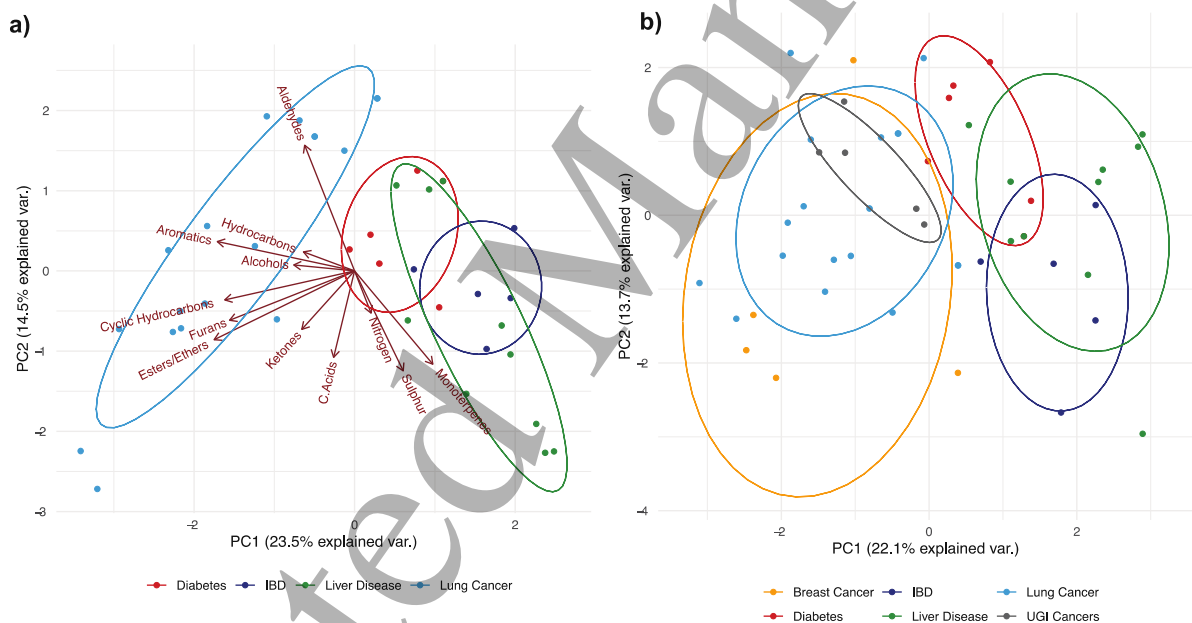 a)
2
1
0
−1
−2
−3
−2
0
2
PC2 (14.5% explained var.)
PC1 (23.5% explained var.)
Aldehydes
Aromatics
Hydrocarbons
Alcohols
Cyclic Hydrocarbons
Furans
Esters/Ethers
Ketones
C.Acids
Nitrogen
Sulphur
Monoterpenes
Diabetes IBD Liver Disease Lung Cancer
b)
2
0
−2
−4
−2
0
2
PC2 (13.7% explained var.)
PC1 (22.1% explained var.)
Breast Cancer IBD Lung Cancer
Diabetes Liver Disease UGI Cancers